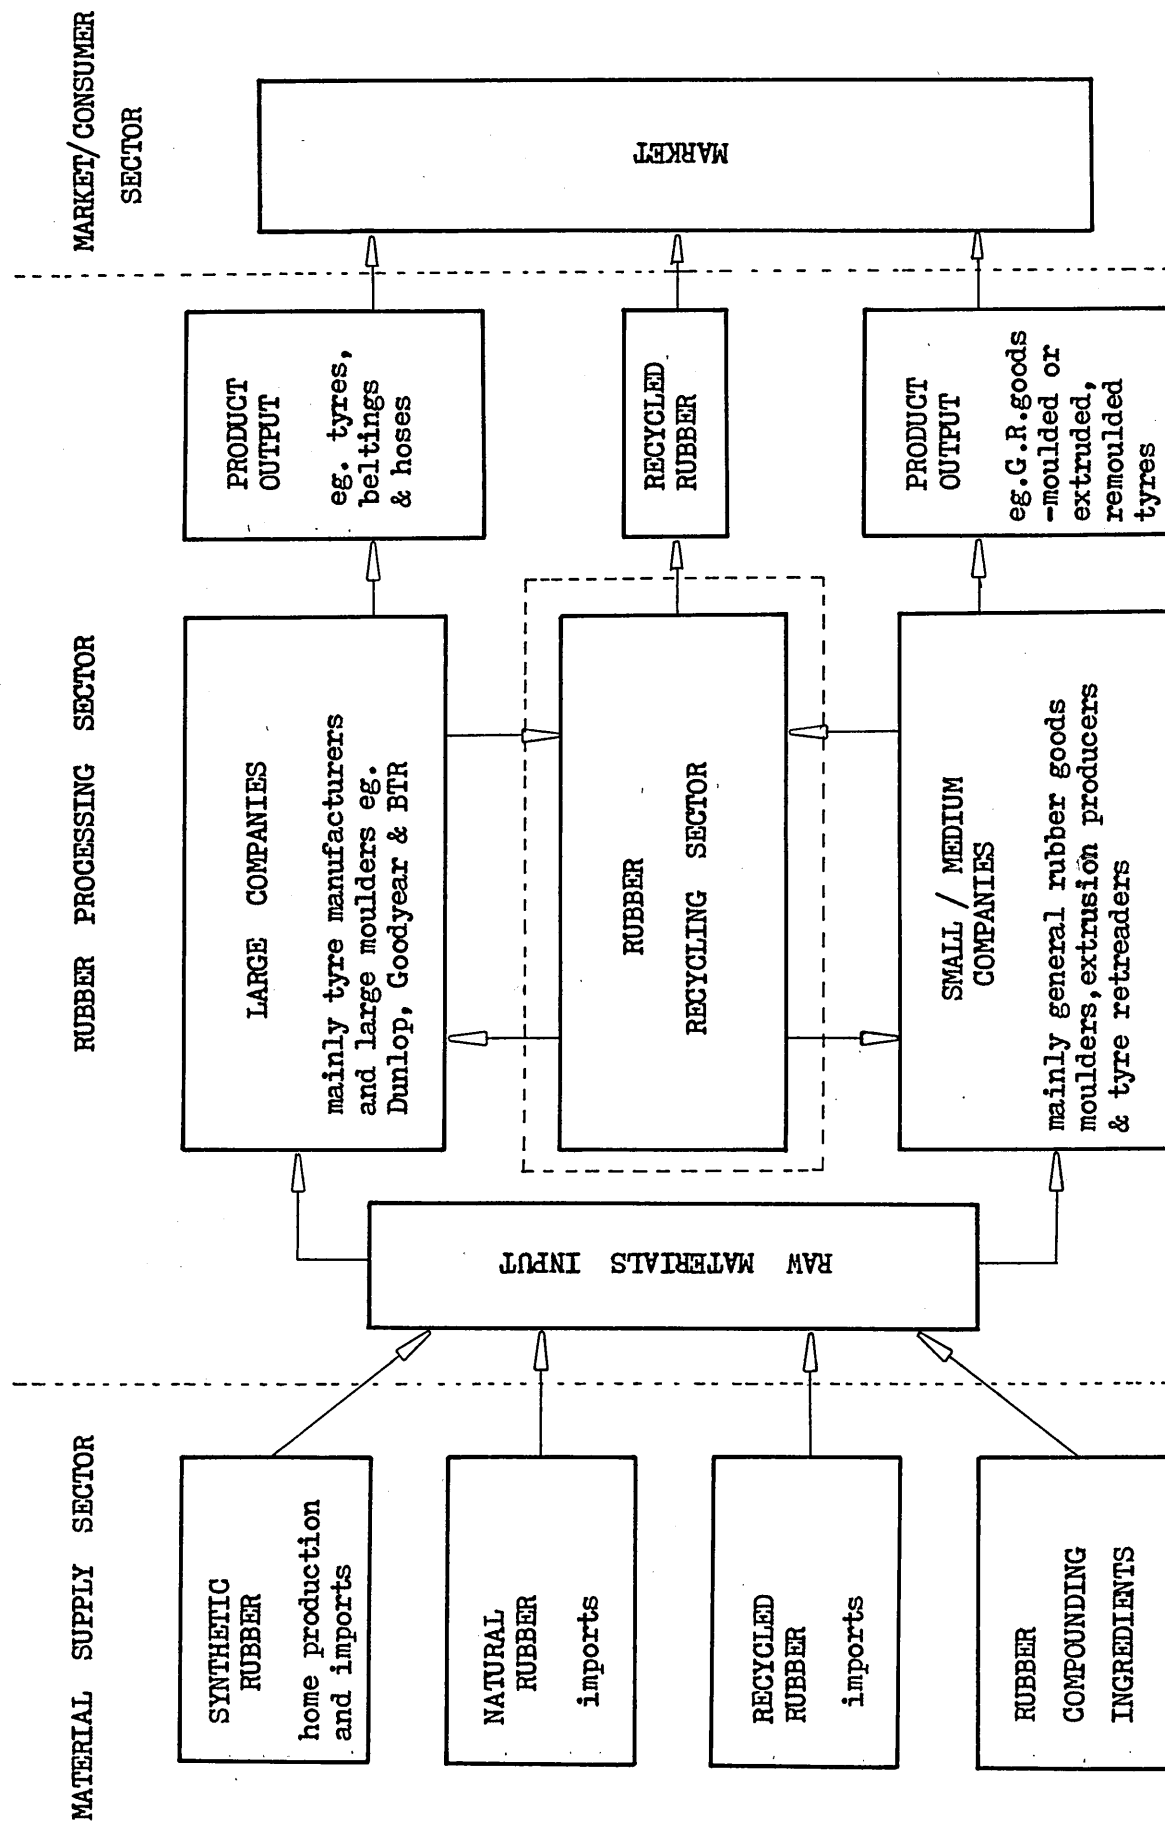 MATERIAL SUPPLY SECTOR
SYNTHETIC
RUBBER
home production
and imports
NATURAL
RUBBER
imports
RECYCLED
RUBBER
imports
RUBBER
COMPOUNDING
INGREDIENTS
RUBBER PROCESSING SECTOR
RAW MATERIALS INPUT
LARGE COMPANIES
mainly tyre manufacturers
and large moulders eg.
Dunlop, Goodyear & BTR
RUBBER
RECYCLING SECTOR
SMALL / MEDIUM
COMPANIES
mainly general rubber goods
moulders,extrusion producers
& tyre retreaders
PRODUCT
OUTPUT
eg. tyres,
beltings
& hoses
RECYCLED
RUBBER
PRODUCT
OUTPUT
eg.G.R.goods
-moulded or
extruded,
remoulded
tyres
MARKET/CONSUMER
SECTOR
MARKET